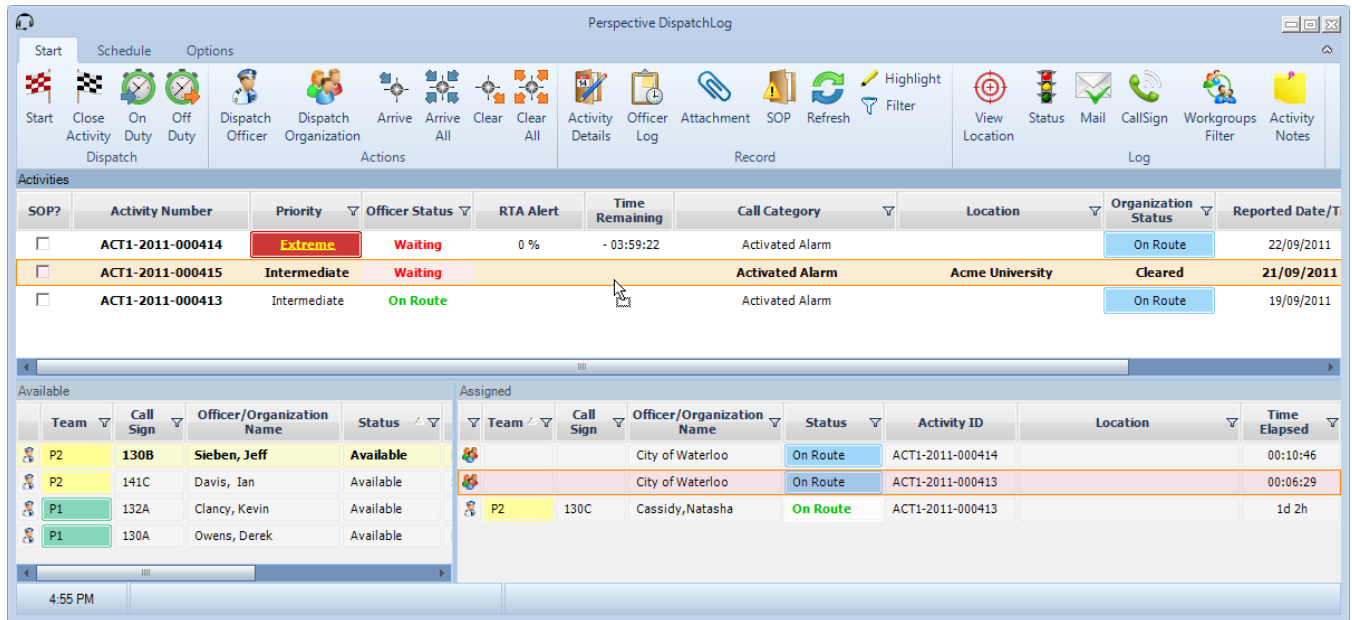 Perspective DispatchLog
Start Schedule Options
Start Close Activity On Duty Off Duty Dispatch Officer Dispatch Organization Arrive Arrive All Clear Clear All Activity Details Officer Log Attachment SOP Refresh Highlight Filter View Location Status Mail CallSign Workgroups Filter Activity Notes
Dispatch Actions Record Log
Activities
SOP? Activity Number Priority Officer Status RTA Alert Time Remaining Call Category Location Organization Status Reported Date/Ti
ACT1-2011-000414 Extreme Waiting 0 % - 03:59:22 Activated Alarm On Route 22/09/2011
ACT1-2011-000415 Intermediate Waiting Activated Alarm Acme University Cleared 21/09/2011
ACT1-2011-000413 Intermediate On Route Activated Alarm On Route 19/09/2011
Available
Team Call Sign Officer/Organization Name Status
P2 130B Sieben, Jeff Available
P2 141C Davis, Ian Available
P1 132A Clancy, Kevin Available
P1 130A Owens, Derek Available
Assigned
Team Call Sign Officer/Organization Name Status Activity ID Location Time Elapsed
City of Waterloo On Route ACT1-2011-000414 00:10:46
City of Waterloo On Route ACT1-2011-000413 00:06:29
P2 130C Cassidy,Natasha On Route ACT1-2011-000413 1d 2h
4:55 PM